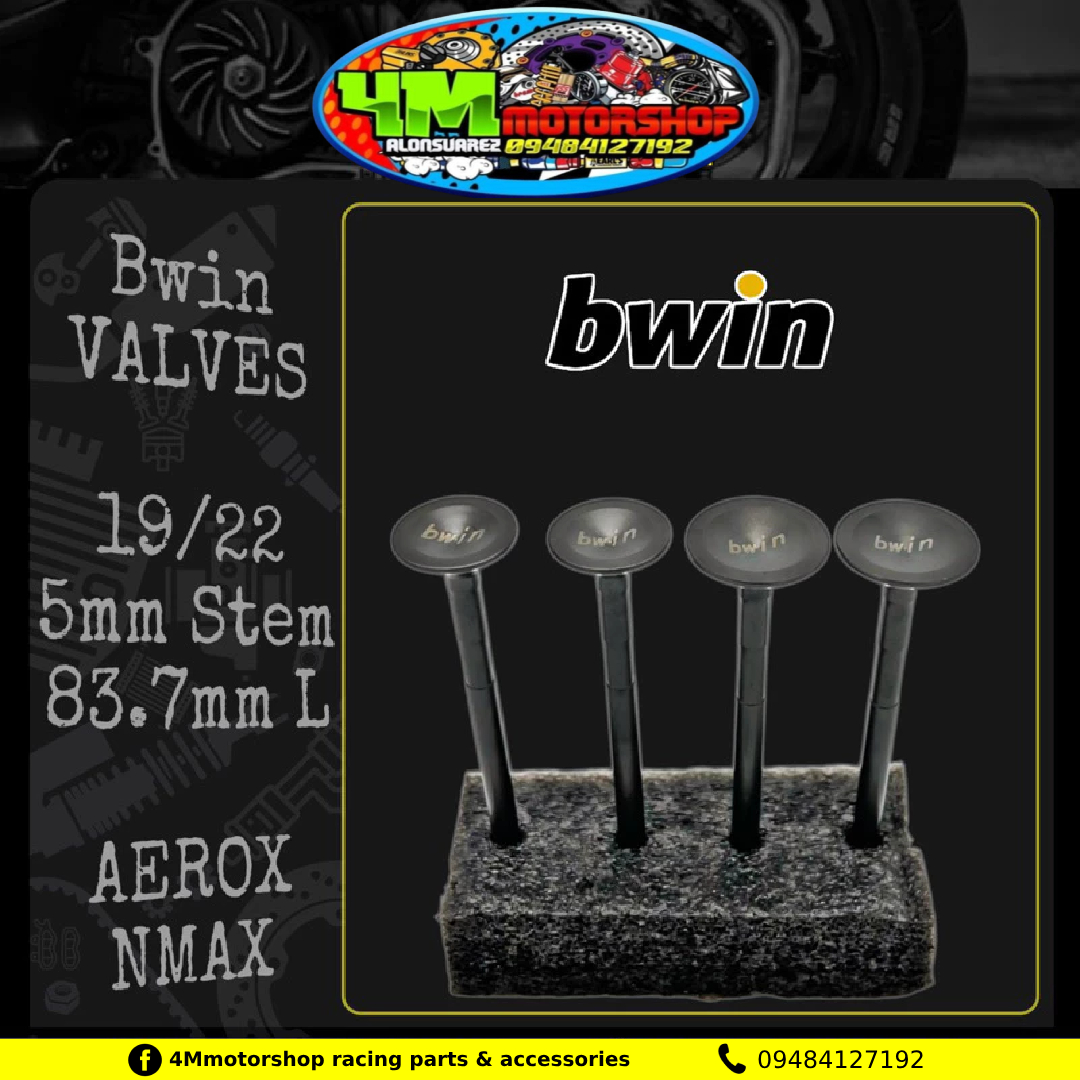 4M
MOTORSHOP
ALONSUAREZ 09484127192
Bwin
VALVES
19/22
5mm Stem
83.7mm L
AEROX
NMAX
bwin
bwin bwin bwin bwin
4Mmotorshop racing parts & accessories
09484127192